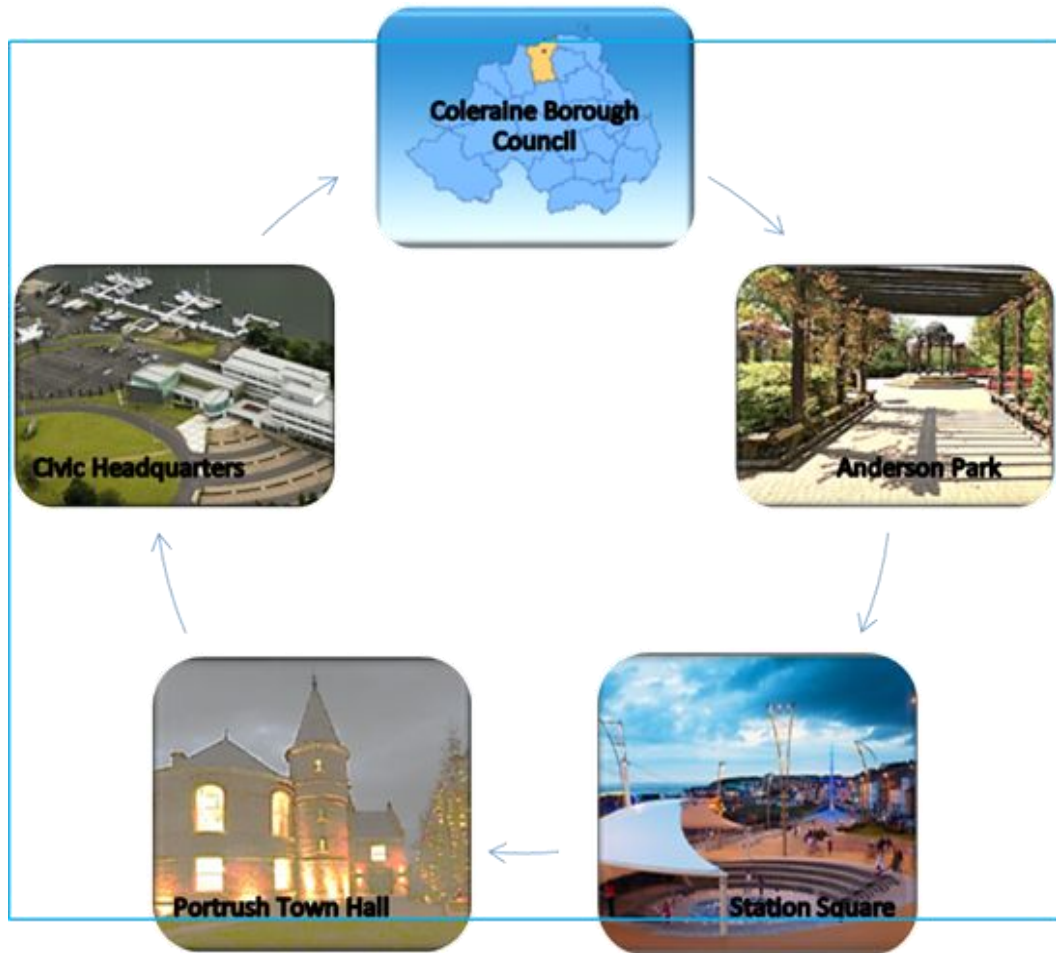 Coleraine Borough
Council
Anderson Park
Station Square
Portrush Town Hall
Civic Headquarters